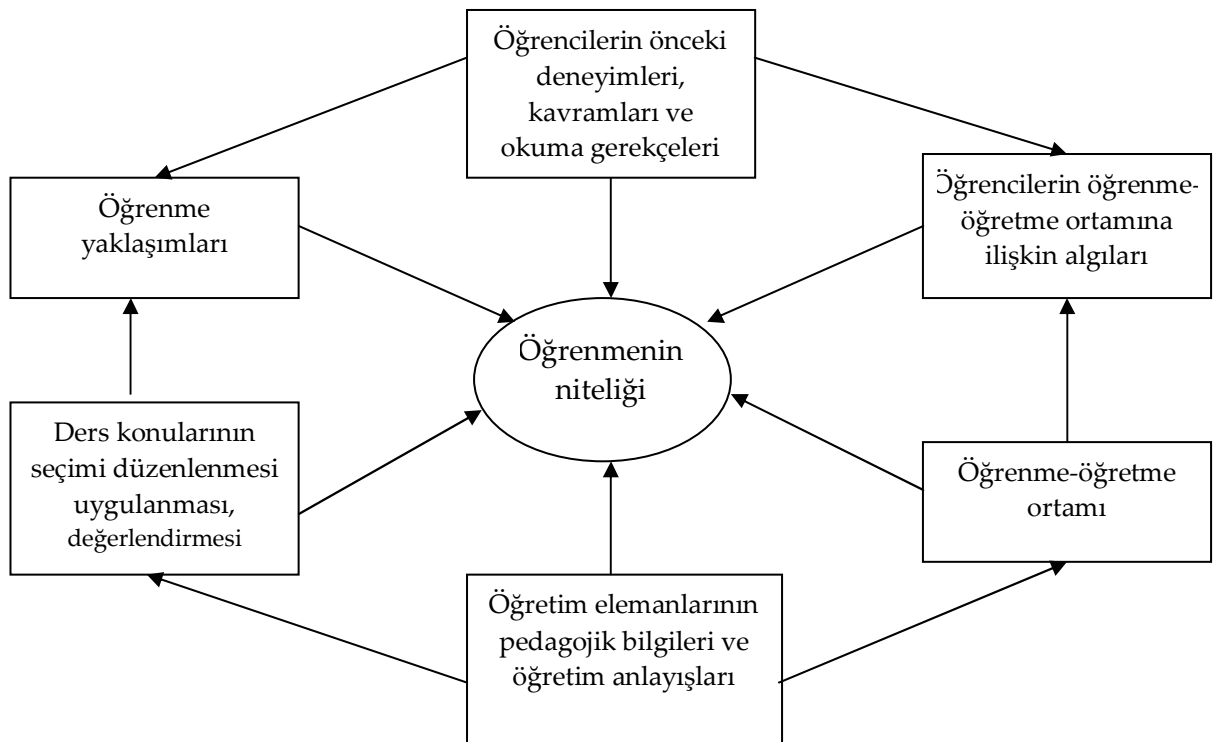 Öğrencilerin önceki
deneyimleri,
kavramları ve
okuma gerekçeleri
Öğrenme
yaklaşımları
Öğrencilerin öğrenme-
öğretme ortamına
ilişkin algıları
Öğrenmenin
niteliği
Ders konularının
seçimi düzenlenmesi
uygulanması,
değerlendirmesi
Öğrenme-öğretme
ortamı
Öğretim elemanlarının
pedagojik bilgileri ve
öğretim anlayışları